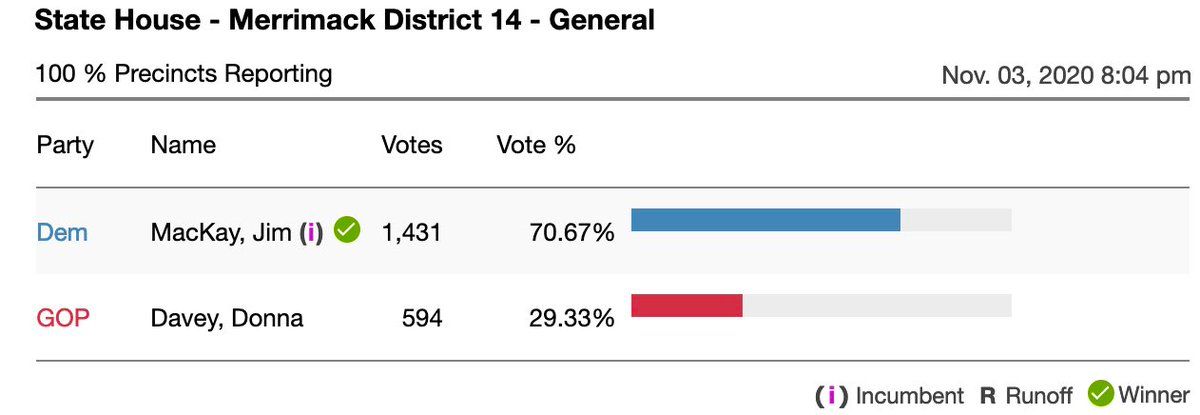 State House - Merrimack District 14 - General
100 % Precincts Reporting Nov. 03, 2020 8:04 pm
Party Name Votes Vote %
Dem MacKay, Jim (i) 1,431 70.67%
GOP Davey, Donna 594 29.33%
(i) Incumbent R Runoff Winner